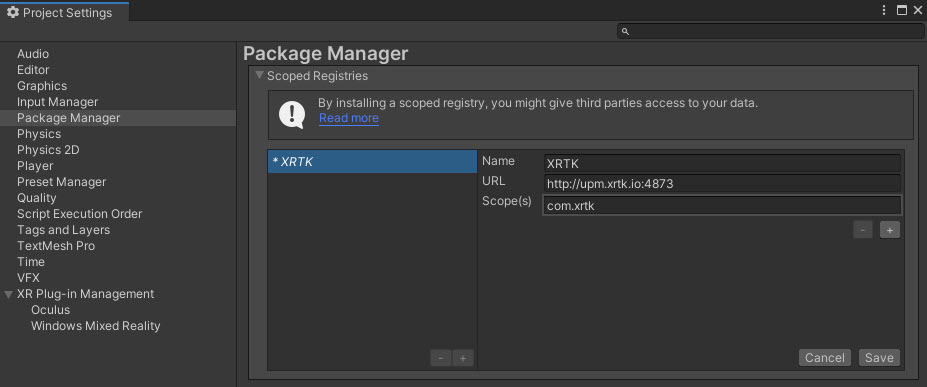 Project Settings
Audio
Editor
Graphics
Input Manager
Package Manager
Physics
Physics 2D
Player
Preset Manager
Quality
Script Execution Order
Tags and Layers
TextMesh Pro
Time
VFX
XR Plug-in Management
Oculus
Windows Mixed Reality
Package Manager
Scoped Registries
By installing a scoped registry, you might give third parties access to your data.
Read more
* XRTK
Name XRTK
URL http://upm.xrtk.io:4873
Scope(s) com.xrtk
- +
- +
Cancel Save